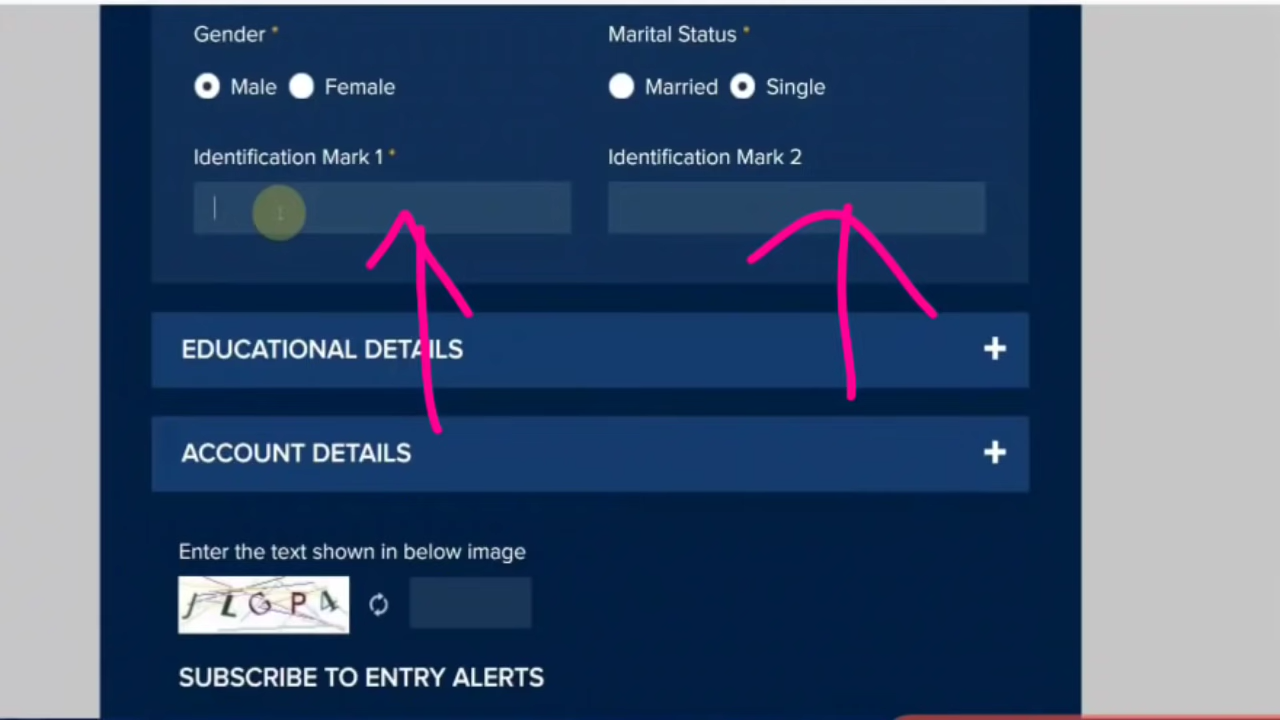 Gender * Marital Status *
Male Female Married Single
Identification Mark 1 * Identification Mark 2
EDUCATIONAL DETAILS +
ACCOUNT DETAILS +
Enter the text shown in below image
J L G P 4
SUBSCRIBE TO ENTRY ALERTS